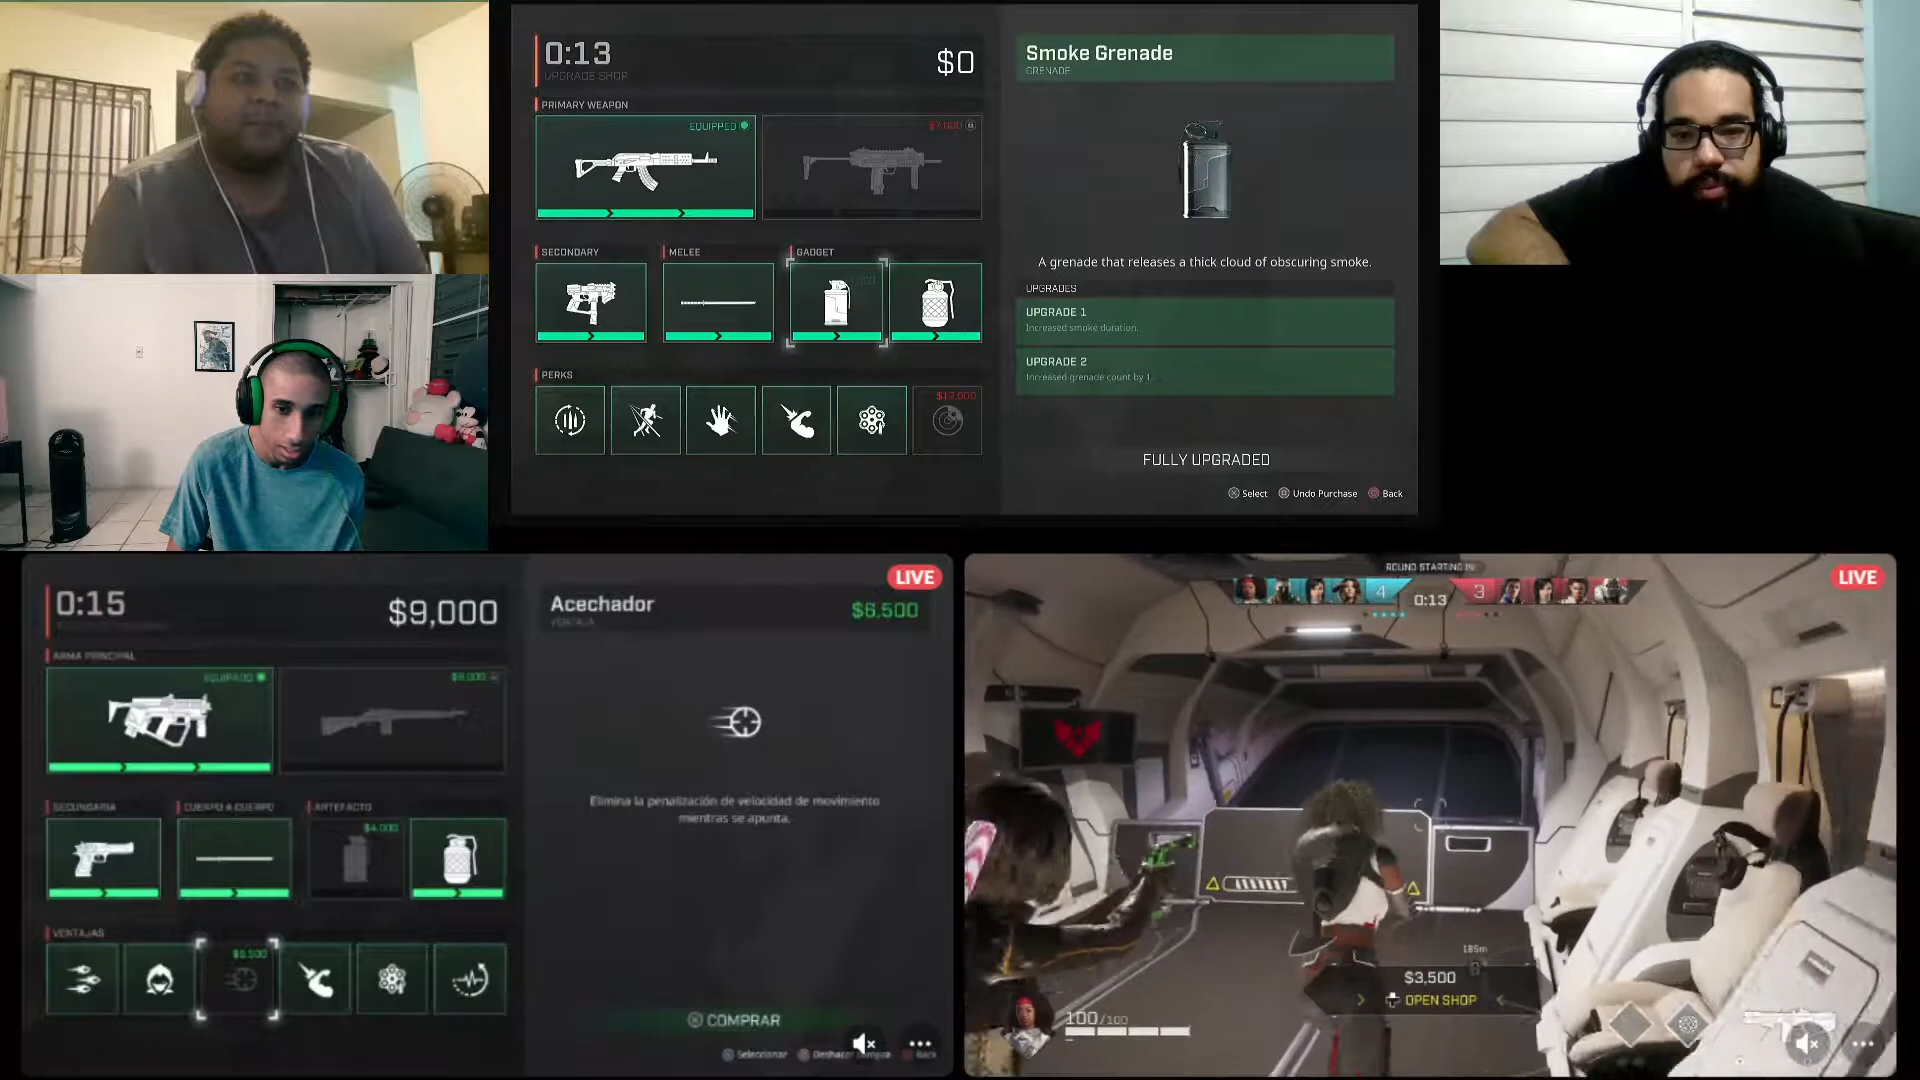 0:13
UPGRADE SHOP
$0
PRIMARY WEAPON
EQUIPPED
SECONDARY
MELEE
GADGET
PERKS
$12,000
Smoke Grenade
GRENADE
A grenade that releases a thick cloud of obscuring smoke.
UPGRADES
UPGRADE 1
Increased smoke duration.
UPGRADE 2
Increased grenade count by 1.
FULLY UPGRADED
Select
Undo Purchase
Back
LIVE
0:15
$9,000
ARMA PRINCIPAL
EQUIPADO
SECUNDARIA
CUERPO A CUERPO
ARTEFACTO
$4,000
VENTAJAS
$6,500
Acechador
VENTAJA
$6,500
Elimina la penalización de velocidad de movimiento
mientras se apunta.
COMPRAR
Seleccionar
Deshacer compra
Back
LIVE
ROUND STARTING IN:
4
0:13
3
185m
$3,500
OPEN SHOP
100/100